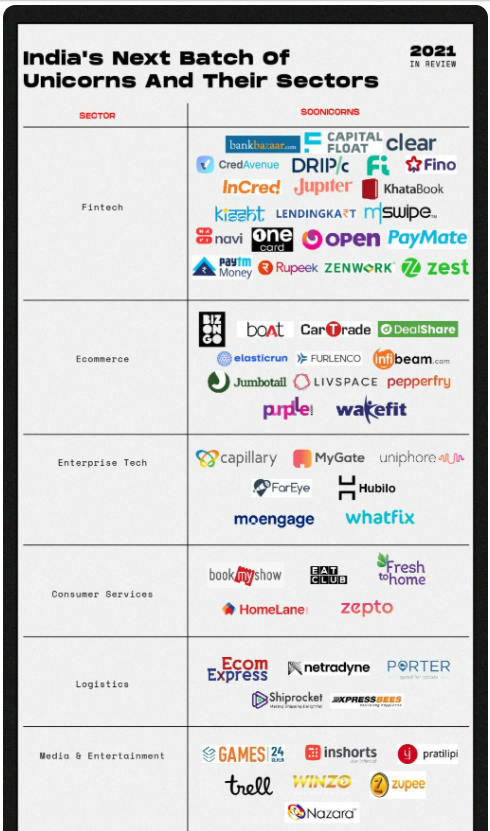 India's Next Batch Of
Unicorns And Their Sectors
2021
IN REVIEW
SECTOR
SOONICORNS
Fintech
bankbazaar.com CAPITAL FLOAT clear
CredAvenue DRIP/c Fi Fino
InCred Jupiter KhataBook
kissht LENDINGKART mswipe
navi one card open PayMate
paytm Money Rupeek ZENWORK zest
Ecommerce
BIZONGO boAt CarTrade DealShare
elasticrun FURLENCO infibeam.com
Jumbotail LIVSPACE pepperfry
purplle wakefit
Enterprise Tech
capillary MyGate uniphore
FarEye Hubilo
moengage whatfix
Consumer Services
bookmyshow EATCLUB Fresh to home
HomeLane zepto
Logistics
Ecom Express netradyne PORTER
Shiprocket XPRESSBEES
Media & Entertainment
GAMES 24 inshorts pratilipi
trell WINZO zupee
Nazara